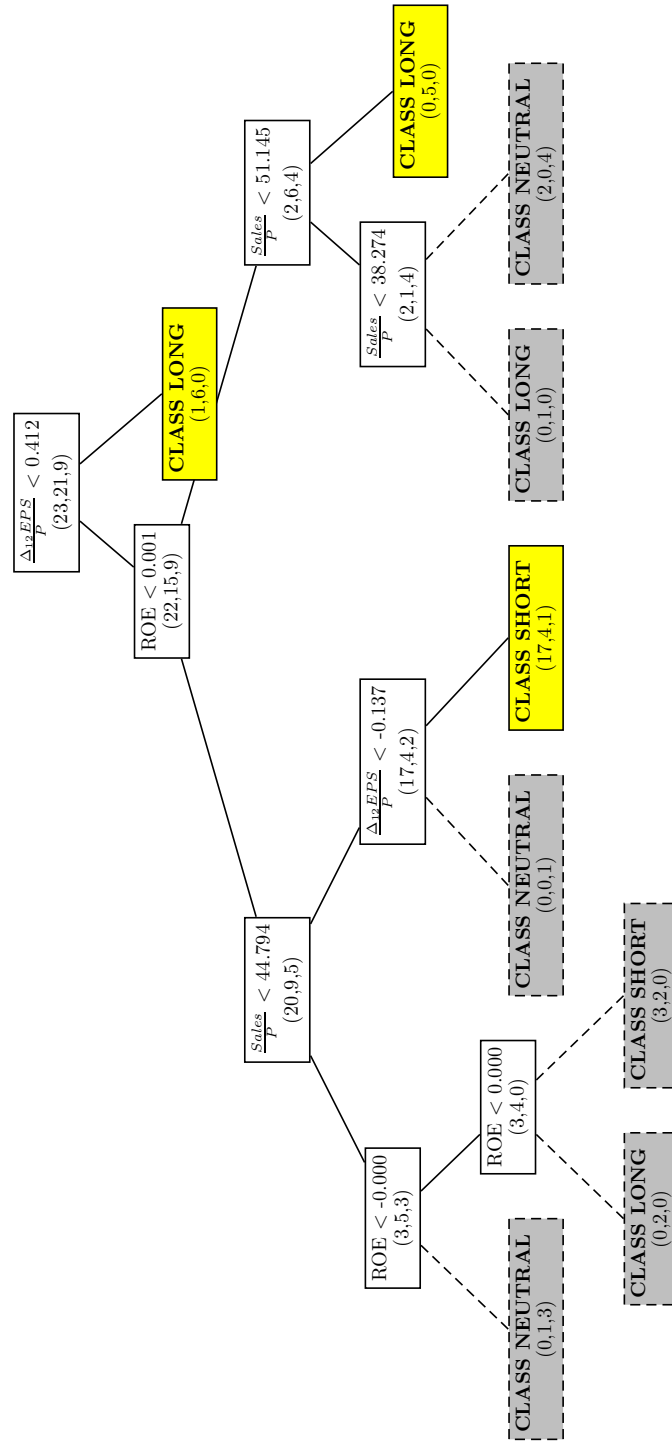 Δ₁₂EPS/P < 0.412
(23,21,9)
ROE < 0.001
(22,15,9)
CLASS LONG
(1,6,0)
Sales/P < 44.794
(20,9,5)
Sales/P < 51.145
(2,6,4)
ROE < -0.000
(3,5,3)
Δ₁₂EPS/P < -0.137
(17,4,2)
Sales/P < 38.274
(2,1,4)
CLASS LONG
(0,5,0)
CLASS NEUTRAL
(0,1,3)
ROE < 0.000
(3,4,0)
CLASS NEUTRAL
(0,0,1)
CLASS SHORT
(17,4,1)
CLASS LONG
(0,1,0)
CLASS NEUTRAL
(2,0,4)
CLASS LONG
(0,2,0)
CLASS SHORT
(3,2,0)